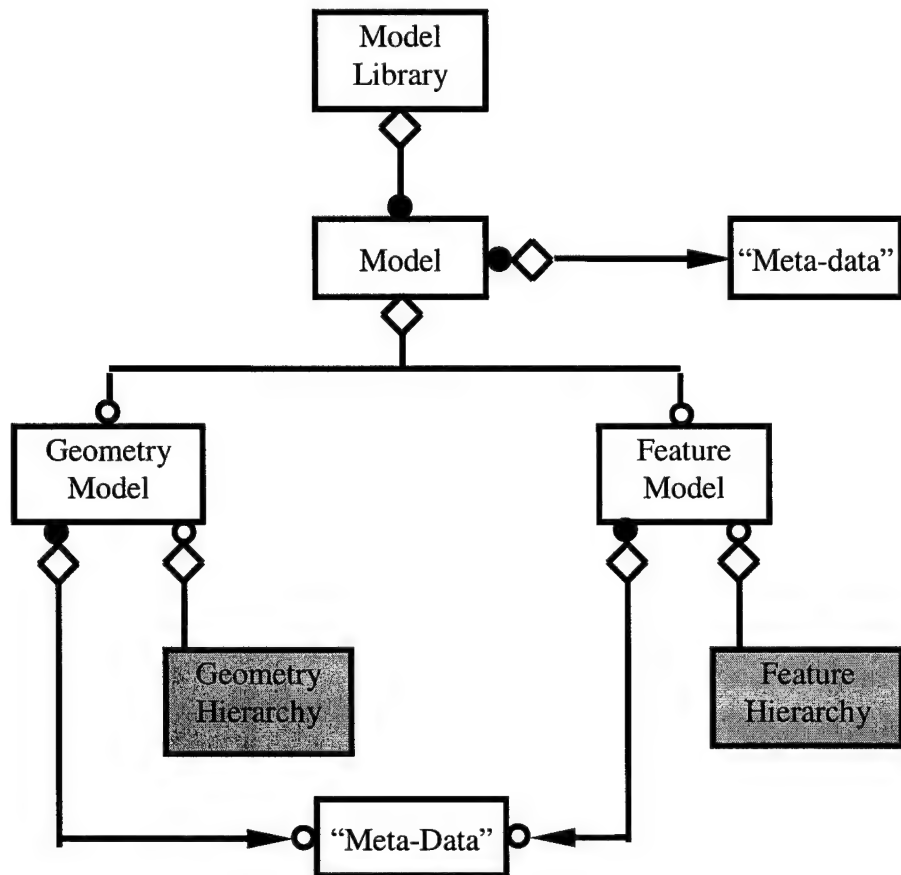 Model
Library
Model
“Meta-data”
Geometry
Model
Feature
Model
Geometry
Hierarchy
Feature
Hierarchy
“Meta-Data”